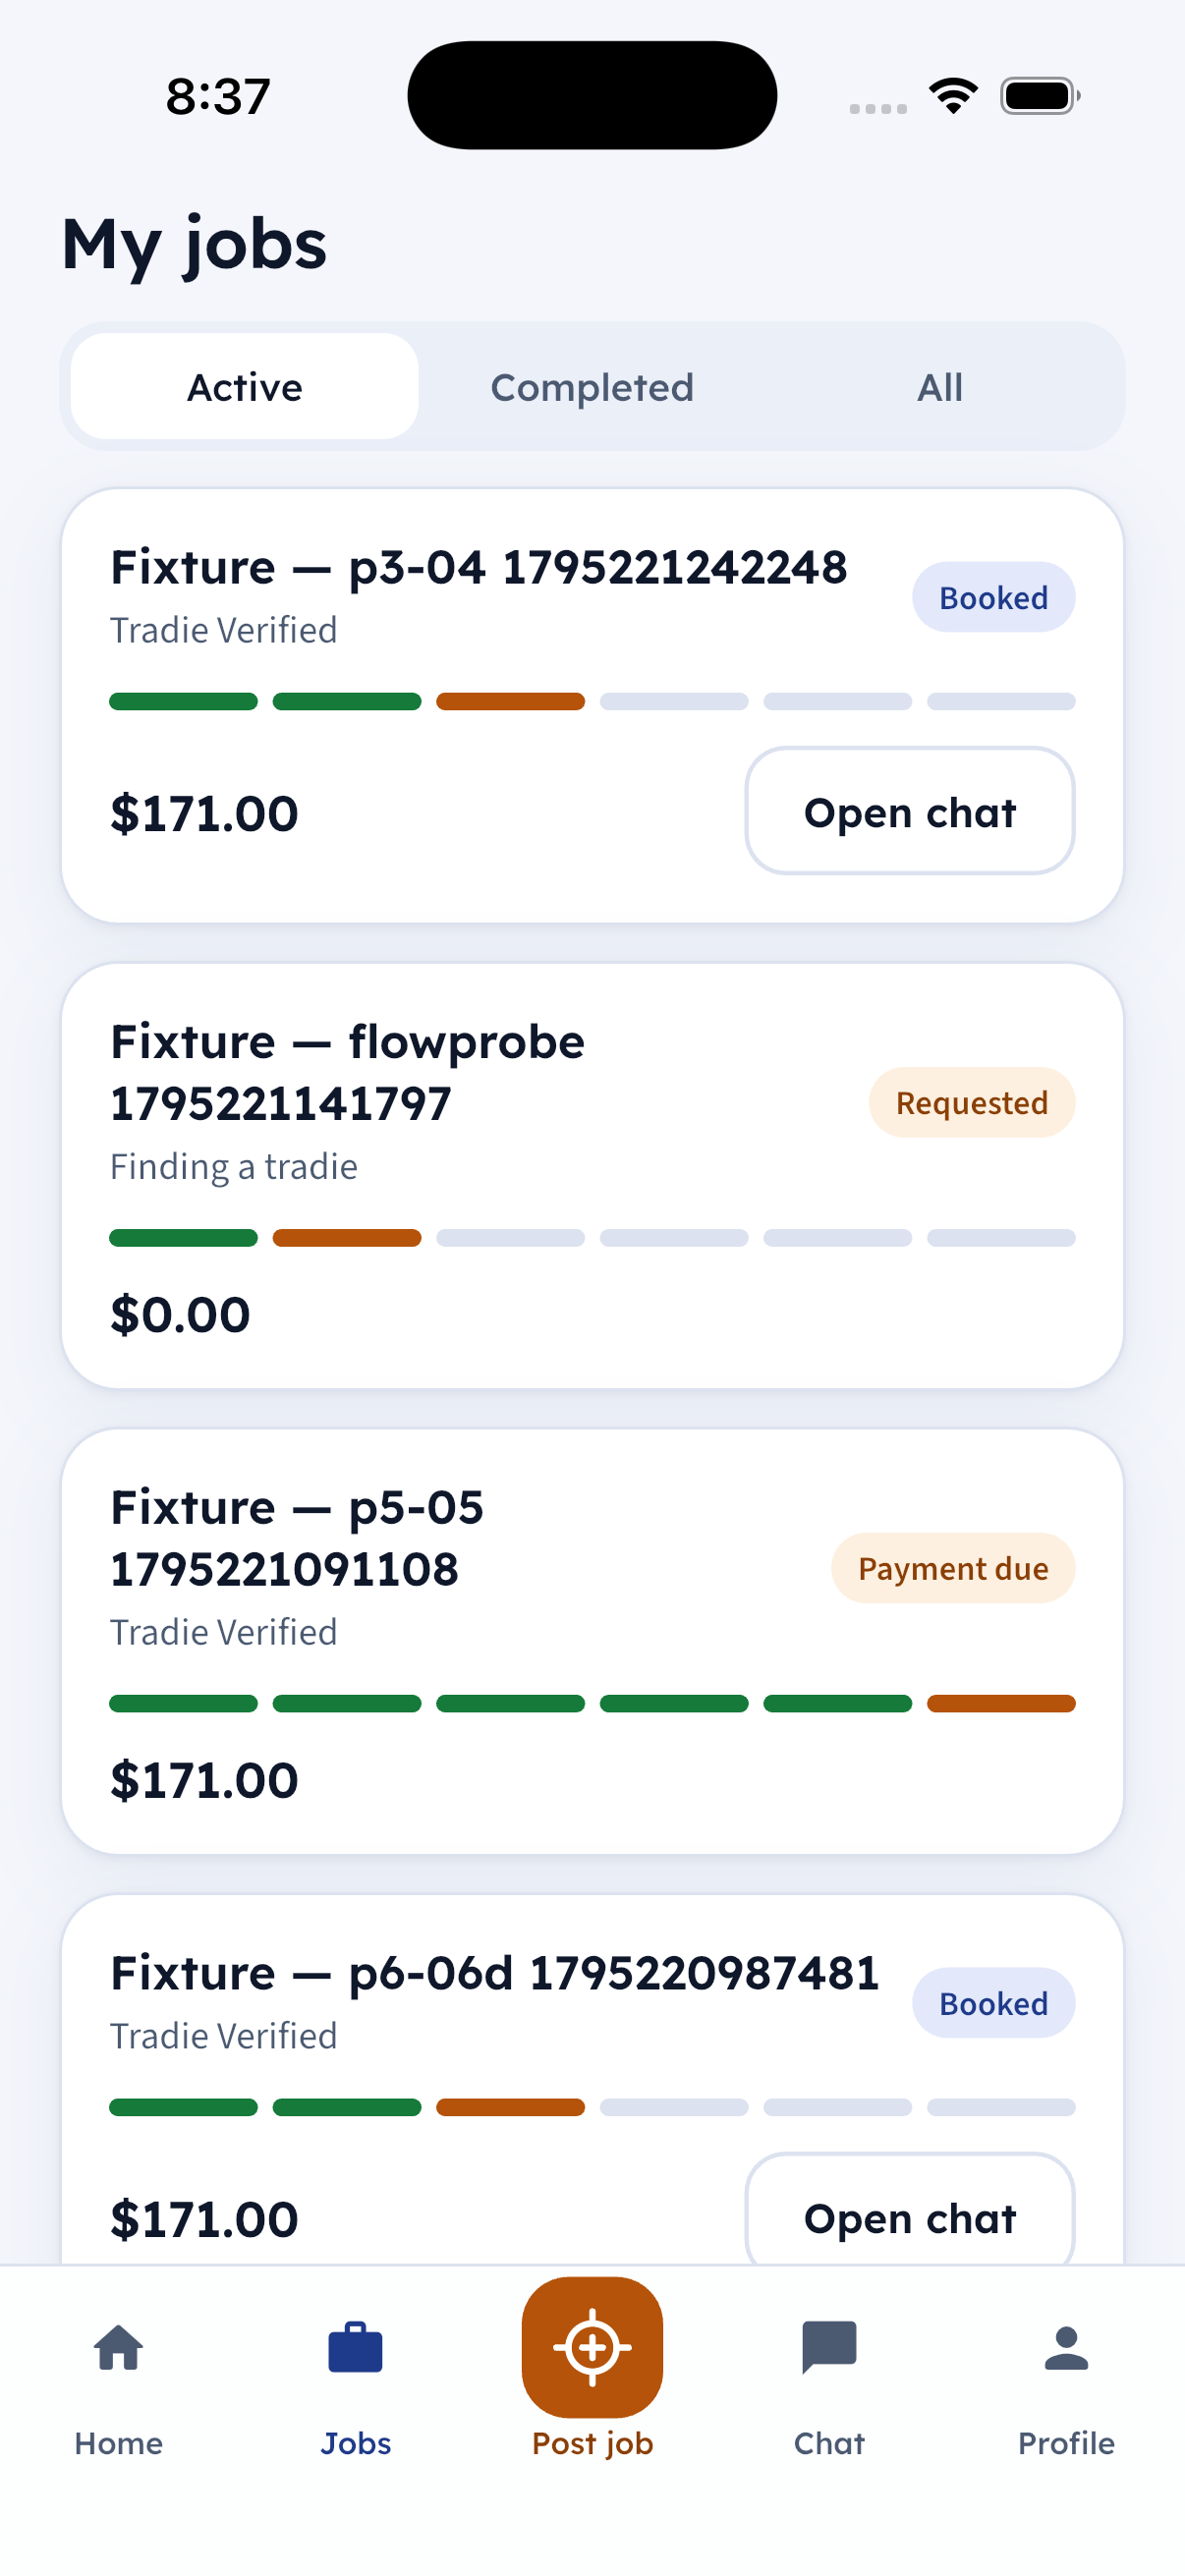 8:37
My jobs
Active
Completed
All
Fixture — p3-04 1795221242248
Tradie Verified
Booked
$171.00
Open chat
Fixture — flowprobe
1795221141797
Finding a tradie
Requested
$0.00
Fixture — p5-05
1795221091108
Tradie Verified
Payment due
$171.00
Fixture — p6-06d 1795220987481
Tradie Verified
Booked
$171.00
Open chat
Home
Jobs
Post job
Chat
Profile